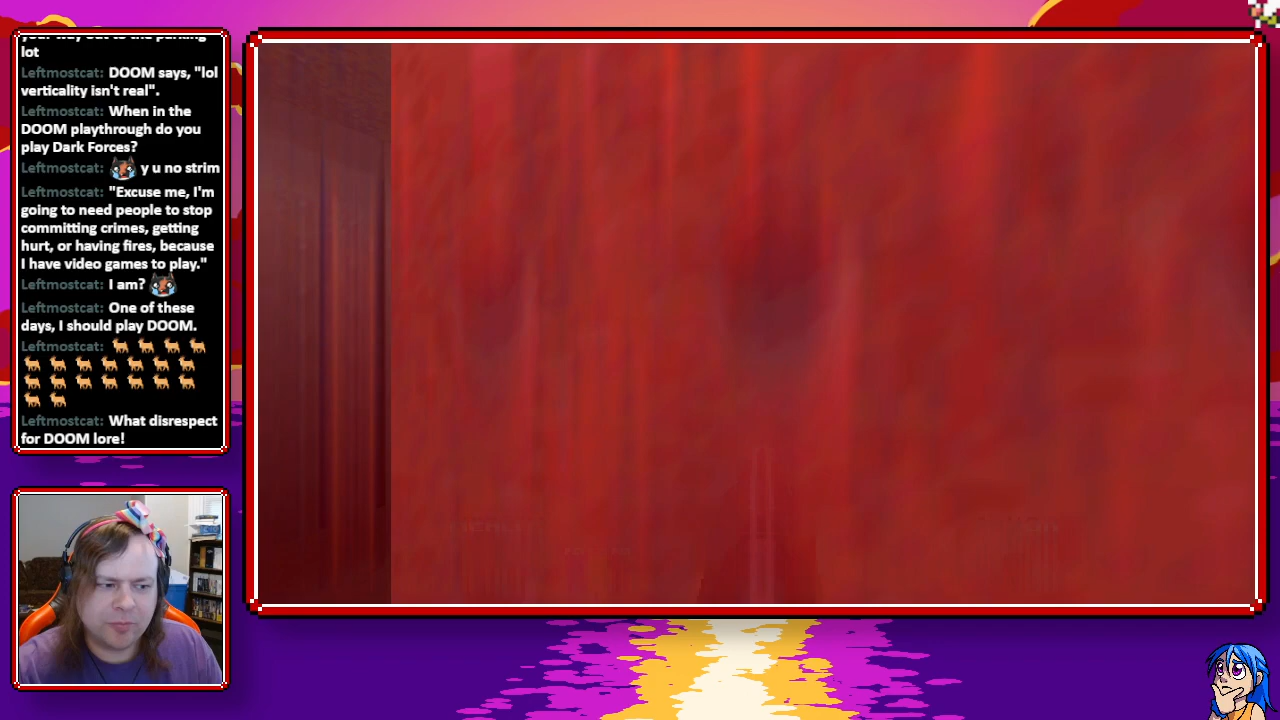 lot
Leftmostcat: DOOM says, "lol
verticality isn't real".
Leftmostcat: When in the
DOOM playthrough do you
play Dark Forces?
Leftmostcat: y u no strim
Leftmostcat: "Excuse me, I'm
going to need people to stop
committing crimes, getting
hurt, or having fires, because
I have video games to play."
Leftmostcat: I am?
Leftmostcat: One of these
days, I should play DOOM.
Leftmostcat:
Leftmostcat: What disrespect
for DOOM lore!